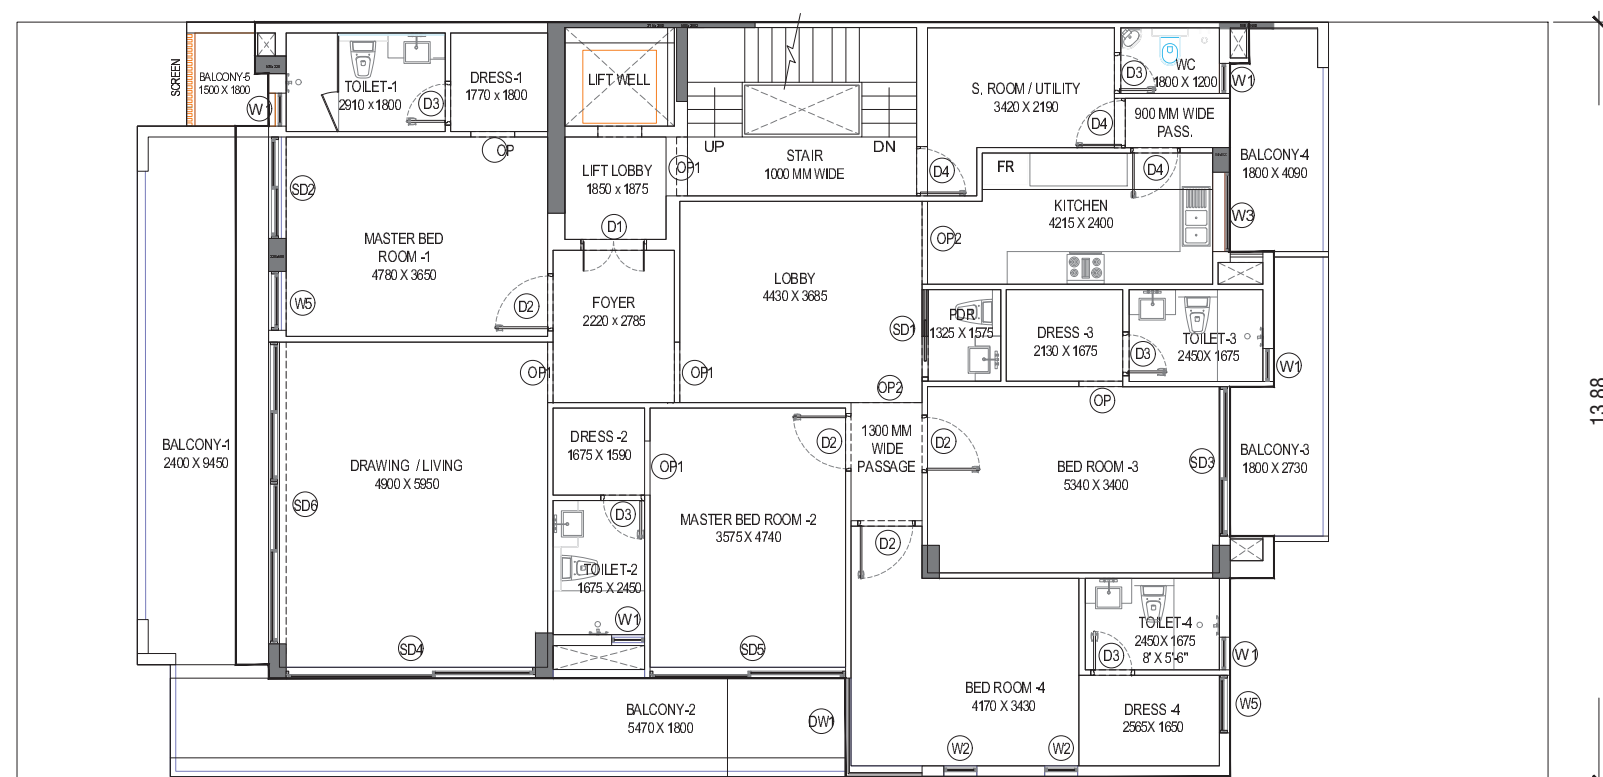 SCREEN
BALCONY-5
1500 X 1800
W1
TOILET-1
2910 x 1800
D3
DRESS-1
1770 x 1800
OP
LIFT WELL
UP
DN
STAIR
1000 MM WIDE
LIFT LOBBY
1850 x 1875
OP1
D1
S. ROOM / UTILITY
3420 X 2190
D4
D4
D3
WC
1800 X 1200
W1
900 MM WIDE
PASS.
D4
BALCONY-4
1800 X 4090
FR
KITCHEN
4215 X 2400
W3
OP2
SD2
MASTER BED
ROOM -1
4780 X 3650
W5
D2
FOYER
2220 x 2785
LOBBY
4430 X 3685
SD1
PDR
1325 X 1575
DRESS -3
2130 X 1675
TOILET-3
2450X 1675
D3
W1
OP1
OP1
OP2
OP
BALCONY-1
2400 X 9450
DRAWING / LIVING
4900 X 5950
SD6
SD4
DRESS -2
1675 X 1590
OP1
D3
TOILET-2
1675 X 2450
W1
MASTER BED ROOM -2
3575 X 4740
SD5
D2
1300 MM
WIDE
PASSAGE
D2
D2
BED ROOM -3
5340 X 3400
SD3
BALCONY-3
1800 X 2730
13.88
TOILET-4
2450X 1675
8' X 5'-6"
D3
W1
BED ROOM -4
4170 X 3430
DRESS -4
2565X 1650
W5
W2
W2
BALCONY-2
5470 X 1800
DW1